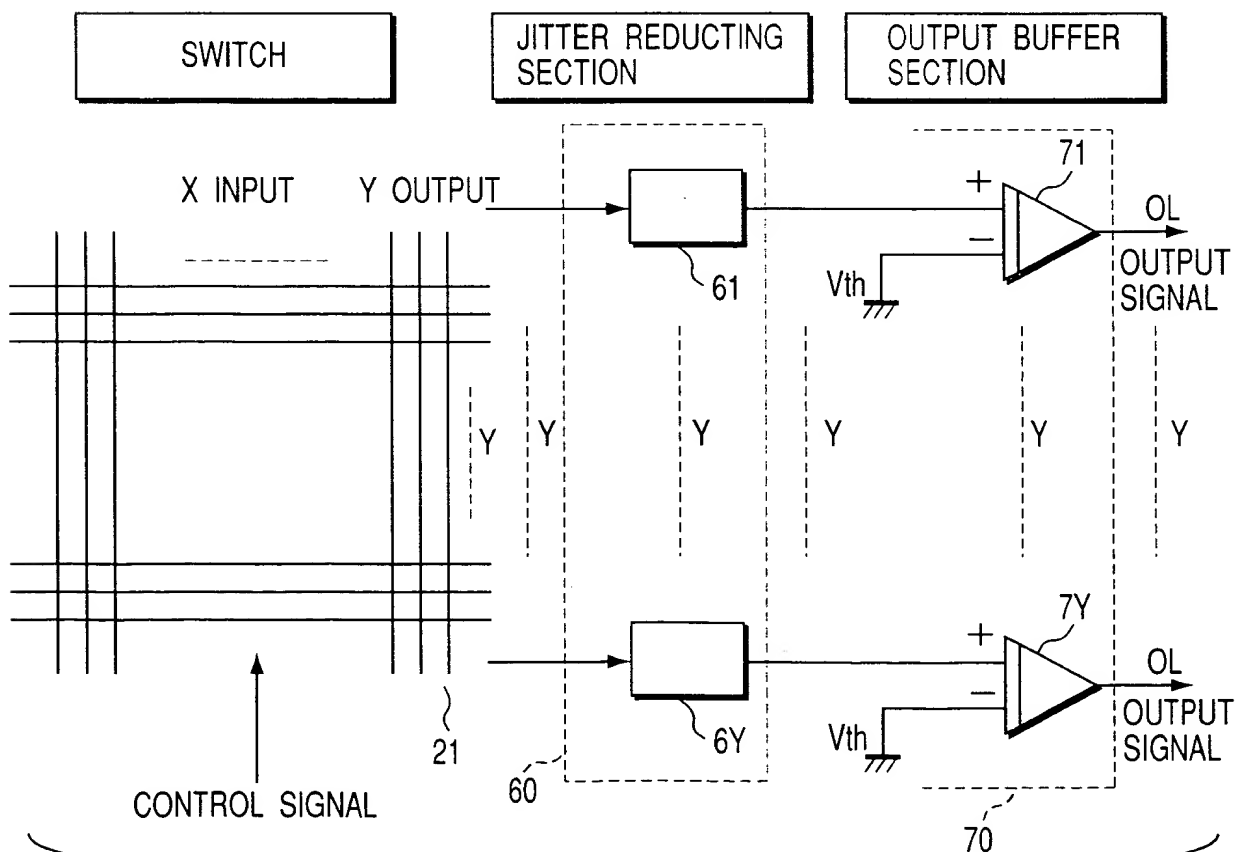 SWITCH
JITTER REDUCTING
SECTION
OUTPUT BUFFER
SECTION
X INPUT
Y OUTPUT
61
+
−
71
Vth
OL
OUTPUT
SIGNAL
Y
Y
Y
Y
Y
Y
21
CONTROL SIGNAL
60
6Y
+
−
7Y
Vth
OL
OUTPUT
SIGNAL
70